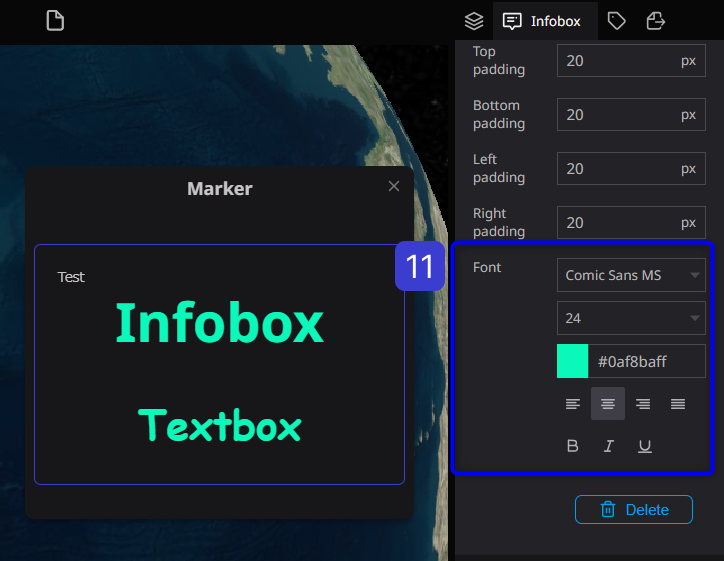 Infobox
Top
padding
20 px
Bottom
padding
20 px
Left
padding
20 px
Right
padding
20 px
Marker
11
Test
Infobox
Textbox
Font
Comic Sans MS
24
#0af8baff
B I U
Delete